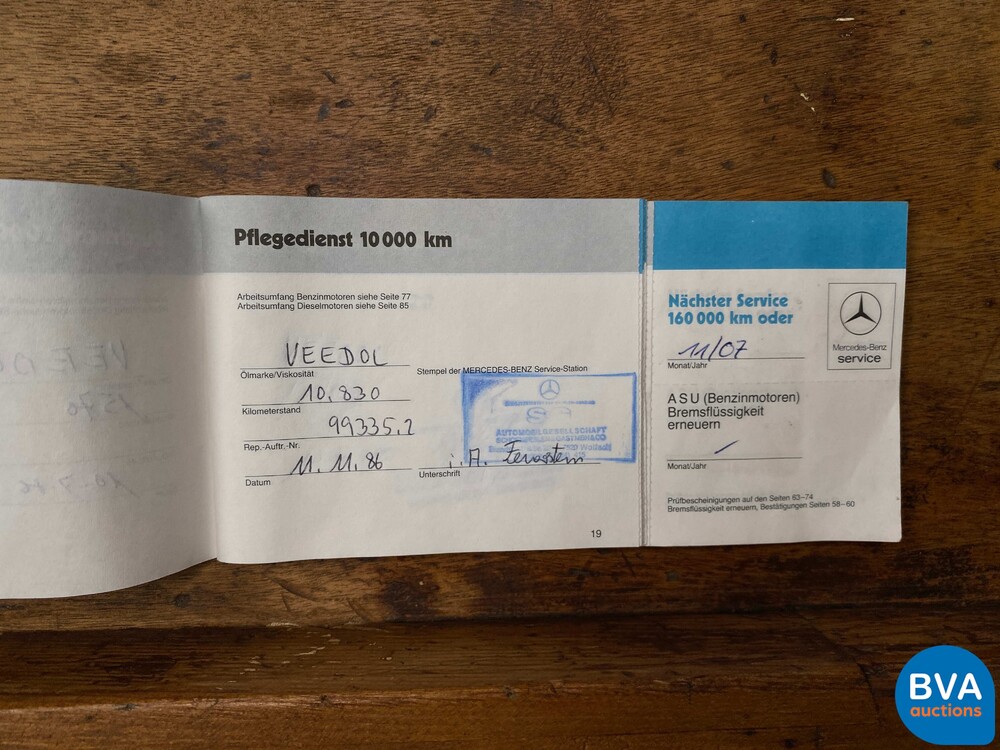 Pflegedienst 10 000 km
Arbeitsumfang Benzinmotoren siehe Seite 77
Arbeitsumfang Dieselmotoren siehe Seite 85
VEEDOL
Ölmarke/Viskosität
10,830
Kilometerstand
99335.2
Rep.-Auftr.-Nr.
11. 11. 86
Datum
Stempel der MERCEDES-BENZ Service-Station
AUTOMOBILGESELLSCHAFT
i. A.
Unterschrift
19
Nächster Service
160 000 km oder
11/07
Monat/Jahr
Mercedes-Benz
service
ASU (Benzinmotoren)
Bremsflüssigkeit
erneuern
Monat/Jahr
Prüfbescheinigungen auf den Seiten 63–74
Bremsflüssigkeit erneuern, Bestätigungen Seiten 58–60
BVA
auctions